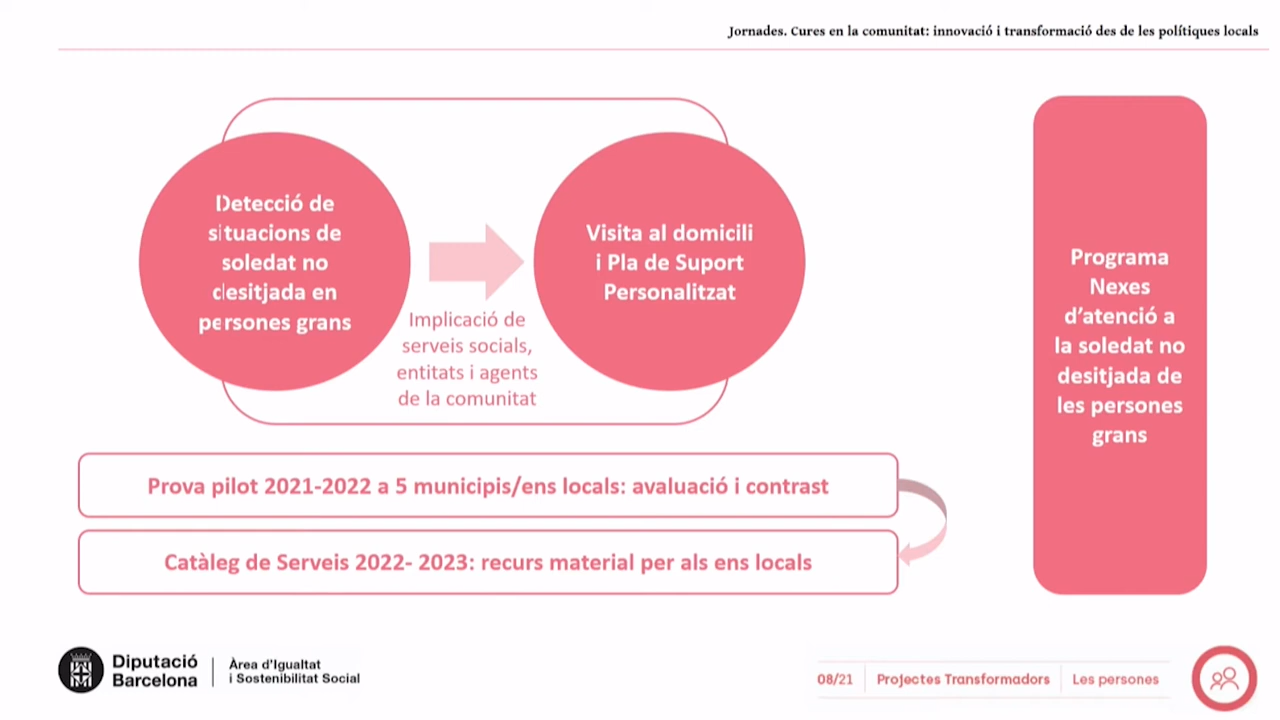 Jornades. Cures en la comunitat: innovació i transformació des de les polítiques locals
Detecció de
situacions de
soledat no
desitjada en
persones grans
Implicació de
serveis socials,
entitats i agents
de la comunitat
Visita al domicili
i Pla de Suport
Personalitzat
Programa
Nexes
d’atenció a
la soledat no
desitjada de
les persones
grans
Prova pilot 2021-2022 a 5 municipis/ens locals: avaluació i contrast
Catàleg de Serveis 2022- 2023: recurs material per als ens locals
Diputació
Barcelona
Àrea d’Igualtat
i Sostenibilitat Social
08/21
Projectes Transformadors
Les persones